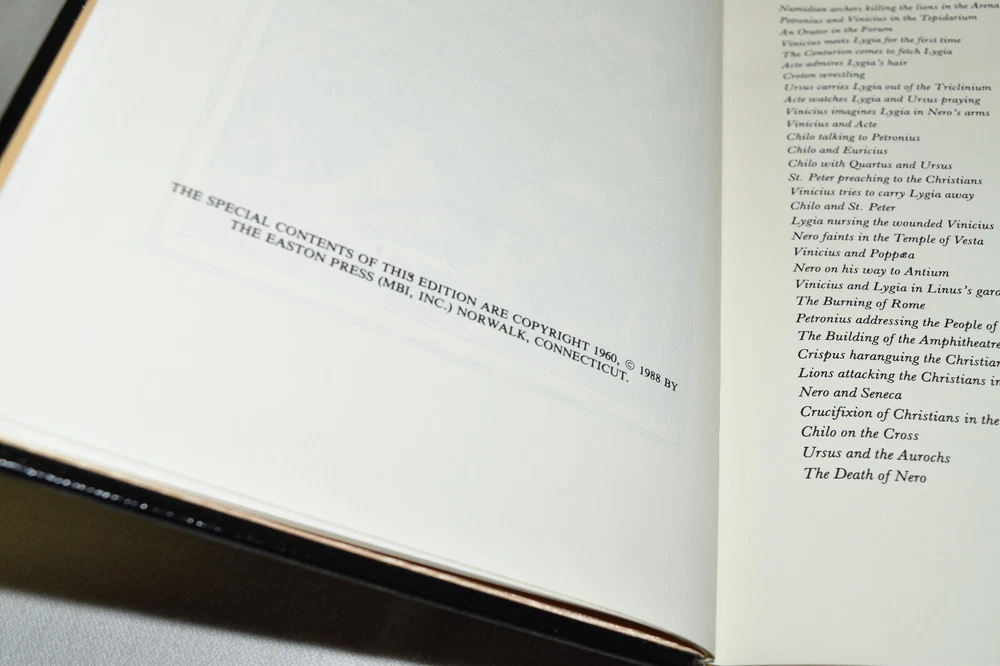 THE SPECIAL CONTENTS OF THIS EDITION ARE COPYRIGHT 1960, © 1988 BY
THE EASTON PRESS (MBI, INC.) NORWALK, CONNECTICUT.
Numidian archers killing the lions in the Arena
Petronius and Vinicius in the Tepidarium
An Orator in the Forum
Vinicius meets Lygia for the first time
The Centurion comes to fetch Lygia
Acte admires Lygia's hair
Croton wrestling
Ursus carries Lygia out of the Triclinium
Acte watches Lygia and Ursus praying
Vinicius imagines Lygia in Nero's arms
Vinicius and Acte
Chilo talking to Petronius
Chilo and Euricius
Chilo with Quartus and Ursus
St. Peter preaching to the Christians
Vinicius tries to carry Lygia away
Chilo and St. Peter
Lygia nursing the wounded Vinicius
Nero faints in the Temple of Vesta
Vinicius and Poppæa
Nero on his way to Antium
Vinicius and Lygia in Linus's
The Burning of Rome
Petronius addressing the People of
The Building of the Amphitheatre
Crispus haranguing the
Lions attacking the Christians
Nero and Seneca
Crucifixion of Christians in the
Chilo on the Cross
Ursus and the Aurochs
The Death of Nero